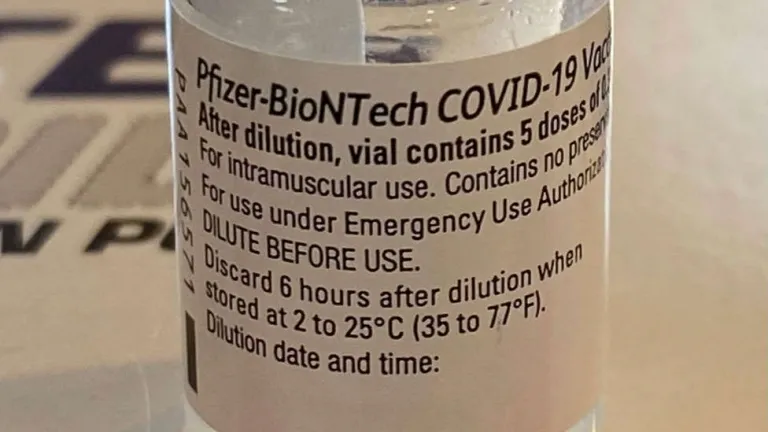 Pfizer-BioNTech COVID-19
After dilution, vial contains 5 doses of
For intramuscular use. Contains no
For use under Emergency Use
DILUTE BEFORE USE.
Discard 6 hours after dilution when
stored at 2 to 25°C (35 to 77°F).
Dilution date and time:
PAA156571